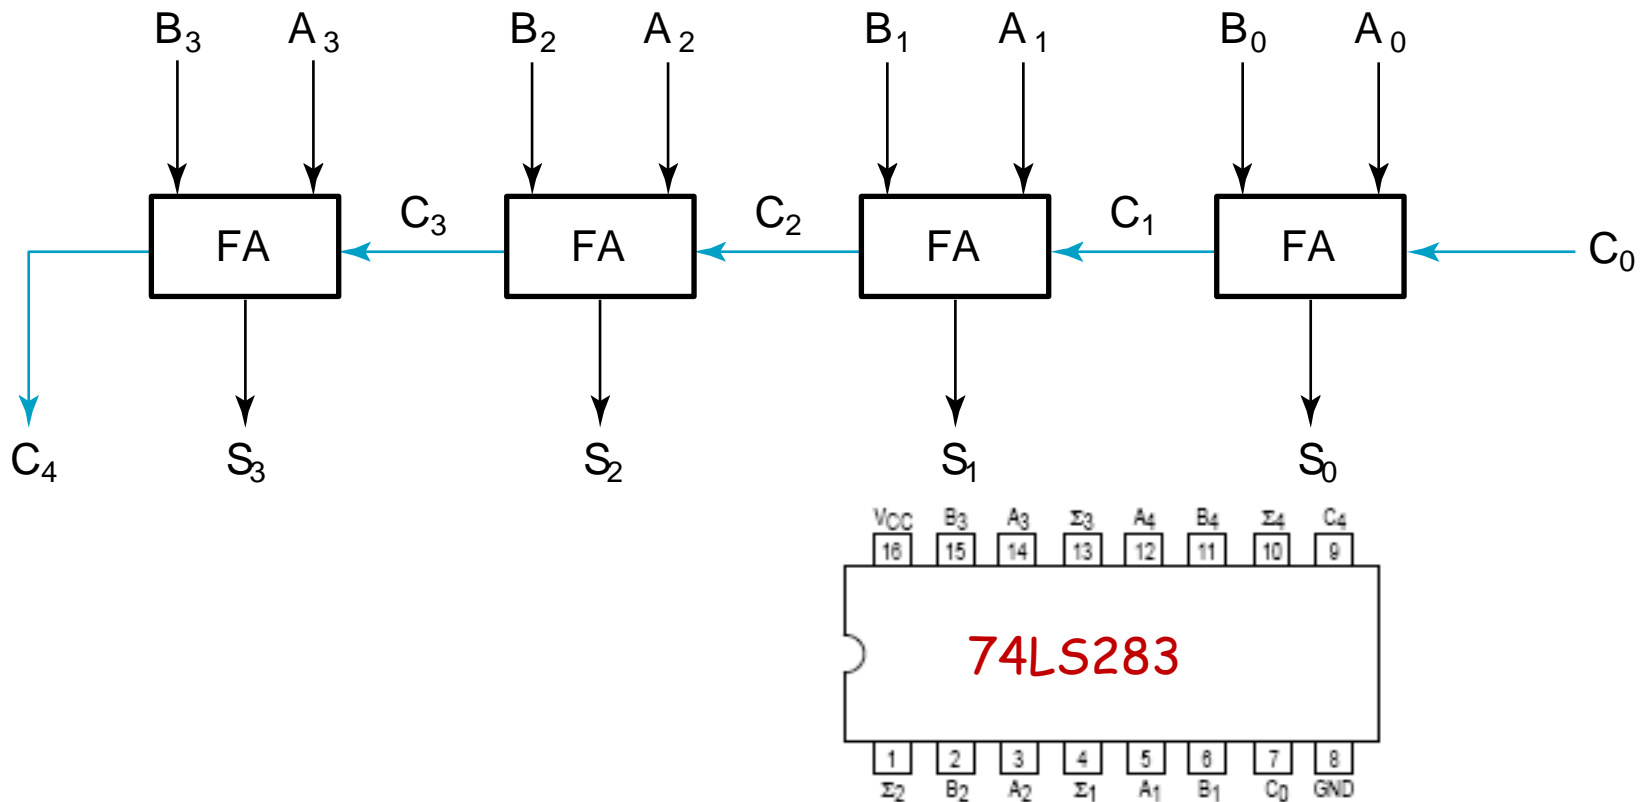 B₃ A₃ B₂ A₂ B₁ A₁ B₀ A₀
FA C₃ FA C₂ FA C₁ FA C₀
C₄ S₃ S₂ S₁ S₀
V_CC B₃ A₃ Σ₃ A₄ B₄ Σ₄ C₄
16 15 14 13 12 11 10 9
74LS283
1 2 3 4 5 6 7 8
Σ₂ B₂ A₂ Σ₁ A₁ B₁ C₀ GND